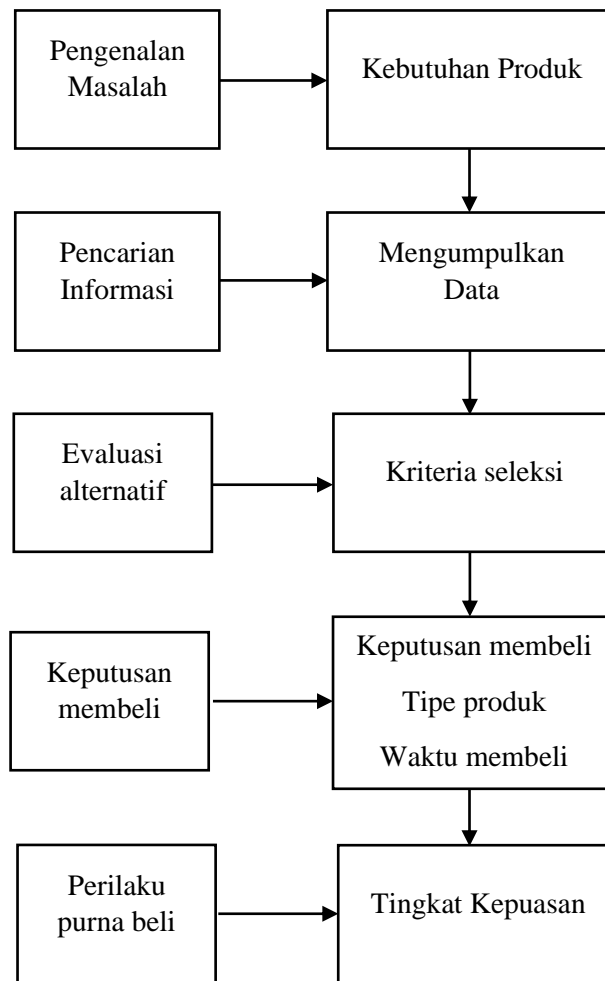 Pengenalan
Masalah
Kebutuhan Produk
Pencarian
Informasi
Mengumpulkan
Data
Evaluasi
alternatif
Kriteria seleksi
Keputusan
membeli
Keputusan membeli
Tipe produk
Waktu membeli
Perilaku
purna beli
Tingkat Kepuasan